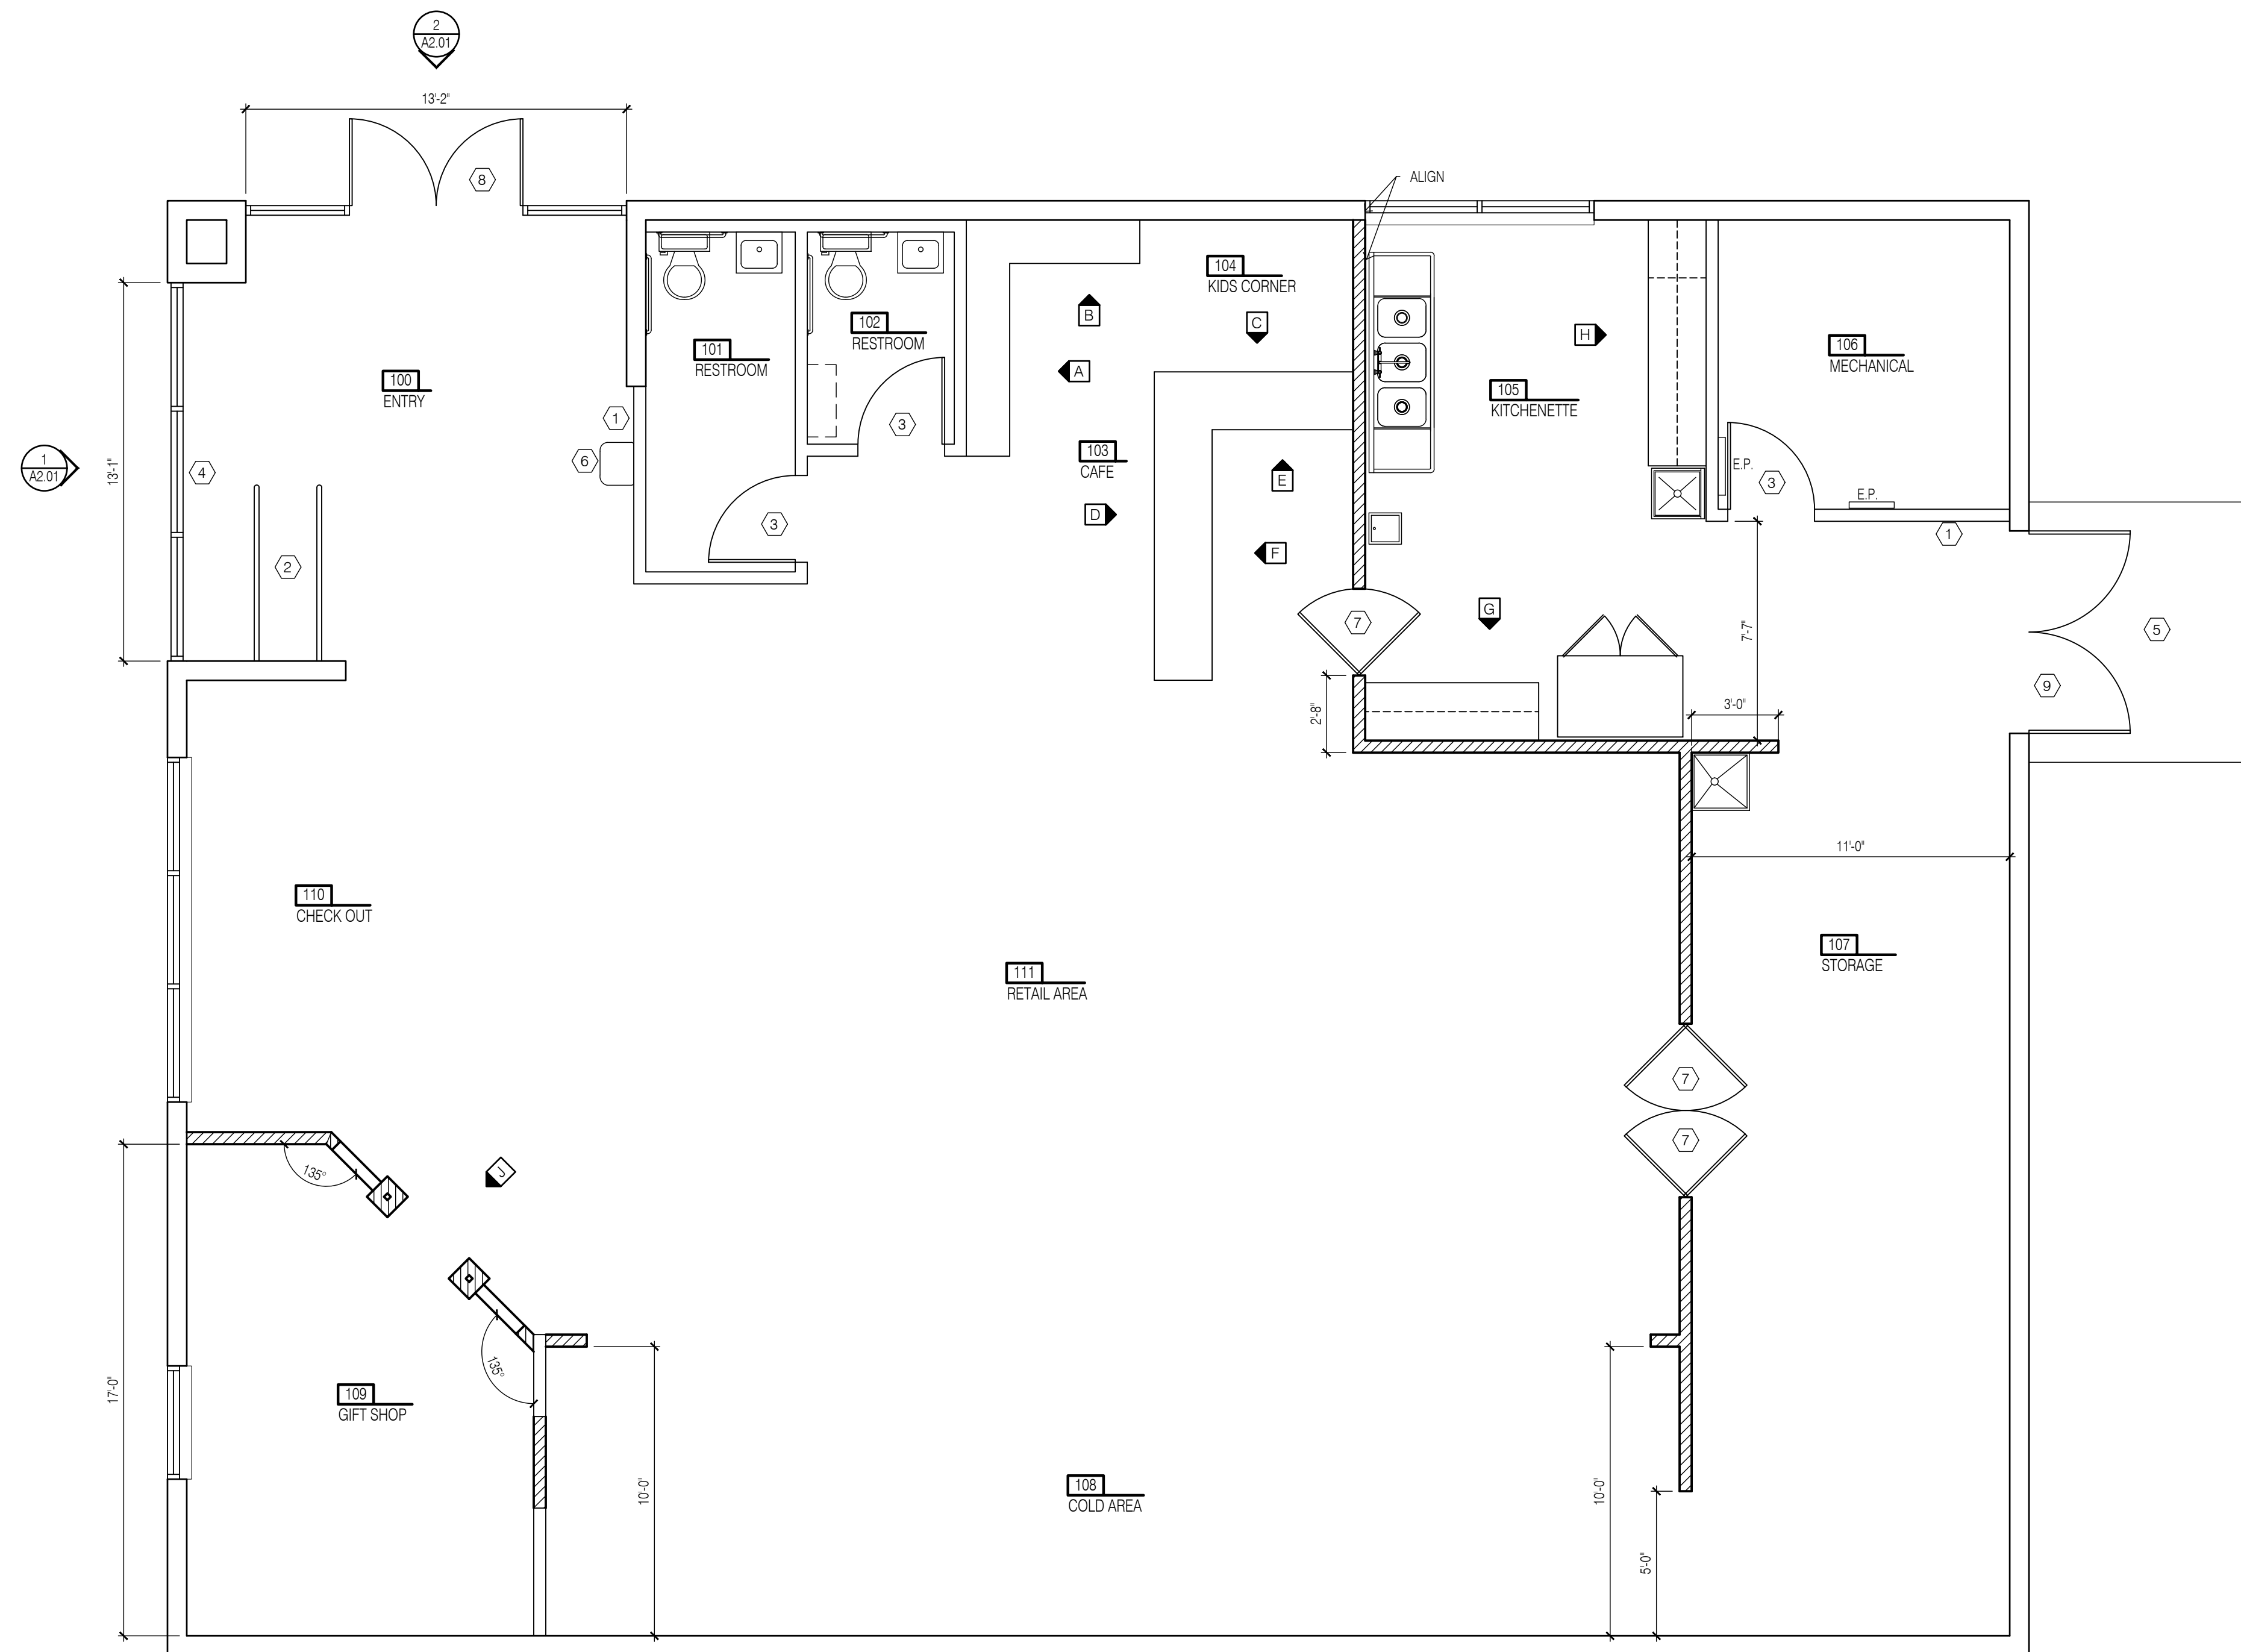 2
A2.01
13'-2"
8
ALIGN
104
KIDS CORNER
B
C
102
RESTROOM
101
RESTROOM
H
106
MECHANICAL
A
100
ENTRY
105
KITCHENETTE
1
3
103
CAFE
6
1
A2.01
13'-1"
4
E.P.
3
E.P.
E
D
3
1
F
2
G
7
7'-7"
5
9
2'-8"
3'-0"
11'-0"
110
CHECK OUT
107
STORAGE
111
RETAIL AREA
7
7
135°
J
135°
17'-0"
109
GIFT SHOP
10'-0"
108
COLD AREA
10'-0"
5'-0"